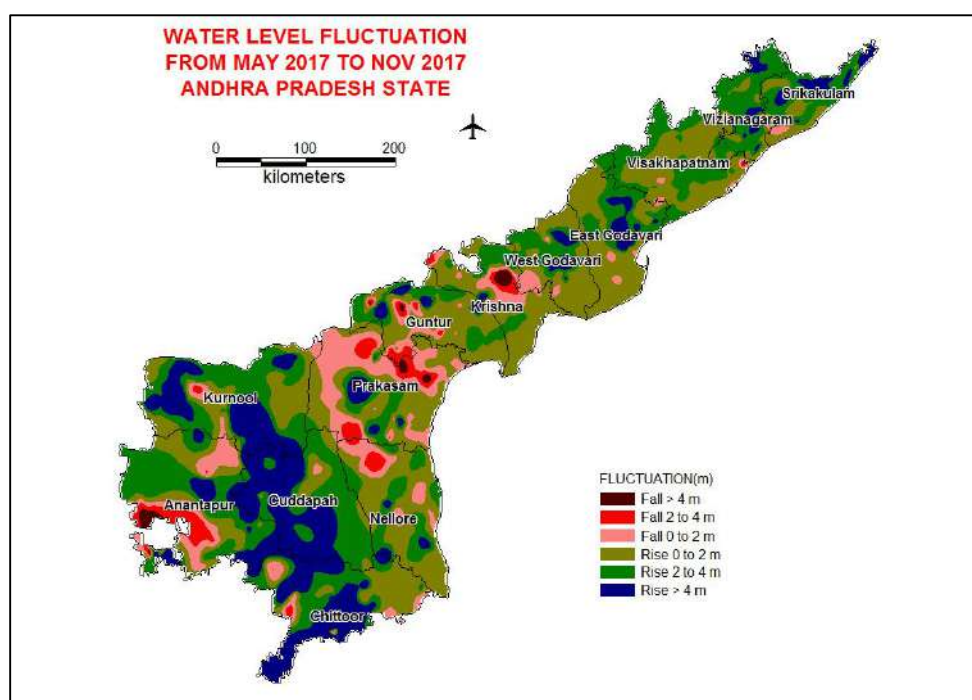 WATER LEVEL FLUCTUATION
FROM MAY 2017 TO NOV 2017
ANDHRA PRADESH STATE
0 100 200
kilometers
Srikakulam
Vizianagaram
Visakhapatnam
East Godavari
West Godavari
Krishna
Guntur
Prakasam
Kurnool
Cuddapah
Anantapur
Nellore
Chittoor
FLUCTUATION(m)
Fall > 4 m
Fall 2 to 4 m
Fall 0 to 2 m
Rise 0 to 2 m
Rise 2 to 4 m
Rise > 4 m